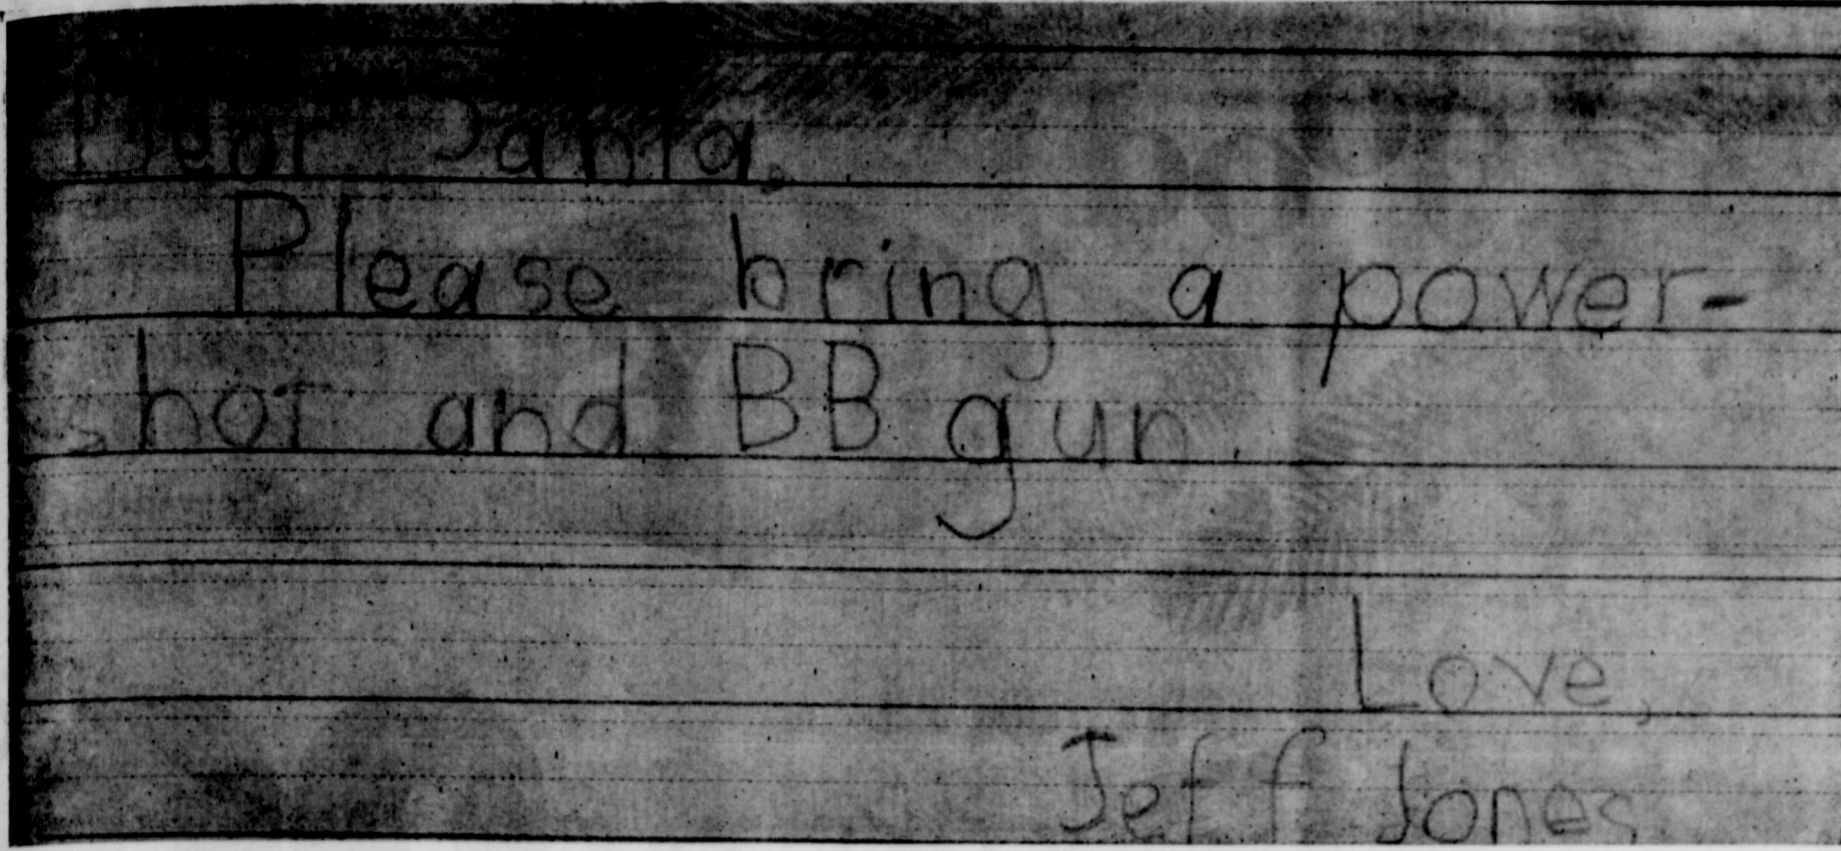 Dear Santa,
Please bring a power-
shot and BB gun.
Love,
Jeff Jones